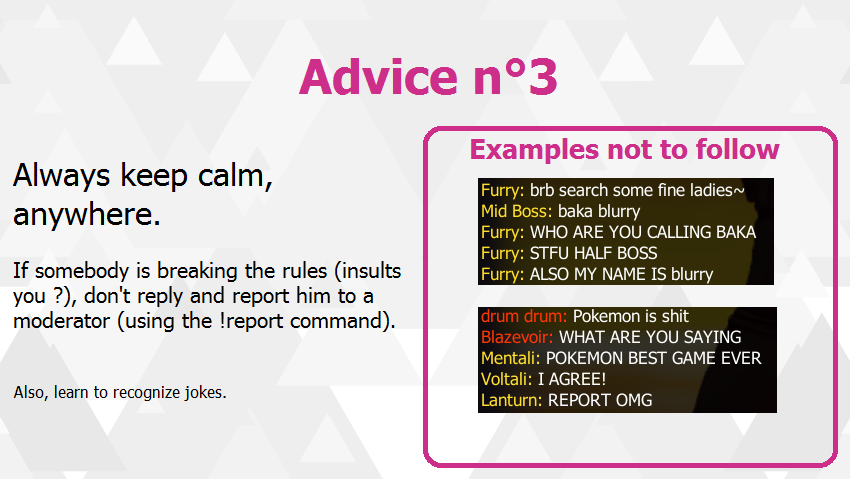 Advice n°3
Always keep calm,
anywhere.
If somebody is breaking the rules (insults
you ?), don't reply and report him to a
moderator (using the !report command).
Also, learn to recognize jokes.
Examples not to follow
Furry: brb search some fine ladies~
Mid Boss: baka blurry
Furry: WHO ARE YOU CALLING BAKA
Furry: STFU HALF BOSS
Furry: ALSO MY NAME IS blurry
drum drum: Pokemon is shit
Blazevoir: WHAT ARE YOU SAYING
Mentali: POKEMON BEST GAME EVER
Voltali: I AGREE!
Lanturn: REPORT OMG